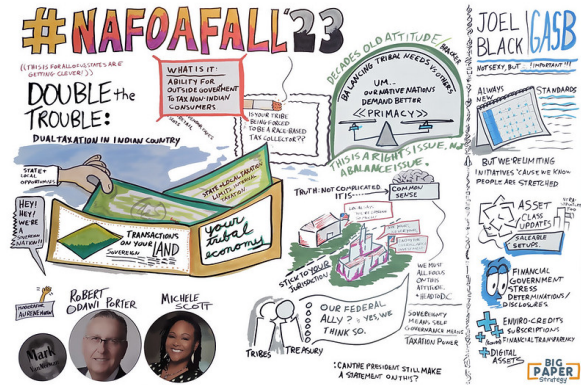 #NAFOAFALL'23
((THIS IS FOR ALL OF US. STATES ARE
GETTING CLEVER!))
DOUBLE the
TROUBLE:
DUAL TAXATION IN INDIAN COUNTRY
WHAT IS IT:
ABILITY FOR
OUTSIDE GOVERNMENT
TO TAX NON-INDIAN
CONSUMERS
IS YOUR TRIBE
BEING FORCED
TO BE A RACE-BASED
TAX COLLECTOR??
DECADES OLD ATTITUDE/
BALANCING TRIBAL NEEDS VS OTHERS
UM...
OUR NATIVE NATIONS
DEMAND BETTER
<<PRIMACY>>
THIS IS A RIGHTS ISSUE, NOT
A BALANCE ISSUE.
STATE +
LOCAL
OPPORTUNITIES
STATE + LOCAL TAXATION
LIMITS INTERNAL
TAXATION
HEY!
HEY!
WE'RE
A
SOVEREIGN
NATION!!
TRANSACTIONS
ON YOUR LAND
SOVEREIGN
your
tribal
economy
TRUTH: NOT COMPLICATED
IT IS
COMMON
SENSE
STICK TO YOUR
JURISDICTION
WE MUST
ALL FOCUS
ON THIS
ATTITUDE.
#HEADTODC
SOVEREIGNTY
MEANS SELF
GOVERNANCE MEANS
TAXATION POWER
OUR FEDERAL
ALLY? YES, WE
THINK SO.
TRIBES
TREASURY
: CAN THE PRESIDENT STILL MAKE
A STATEMENT ON THIS?
MODERATOR
ROBERT
ODAWI PORTER
MICHELE
SCOTT
Mark
JOEL
BLACK/GASB
NOT SEXY, BUT ... !IMPORTANT!!!
ALWAYS
NEW
STANDARDS
BUT WE'RE LIMITING
INITIATIVES 'CAUSE WE KNOW
PEOPLE ARE STRETCHED
ASSET
CLASS
UPDATES
SALEABLE
SETUPS.
FINANCIAL
GOVERNMENT
STRESS
DETERMINATIONS/
DISCLOSURES
ENVIRO-CREDITS
SUBSCRIPTIONS
FINANCIAL TRANSPARENCY
DIGITAL
ASSETS
BIG
PAPER
Strategy